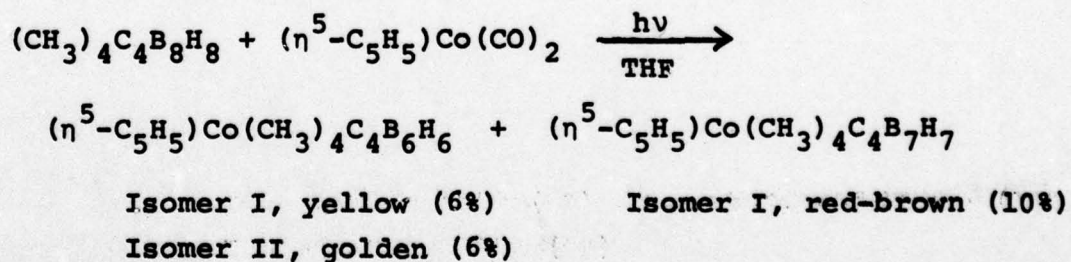 (CH₃)₄C₄B₈H₈ + (η⁵-C₅H₅)Co(CO)₂ hν THF
(η⁵-C₅H₅)Co(CH₃)₄C₄B₆H₆ + (η⁵-C₅H₅)Co(CH₃)₄C₄B₇H₇
Isomer I, yellow (6%) Isomer I, red-brown (10%)
Isomer II, golden (6%)